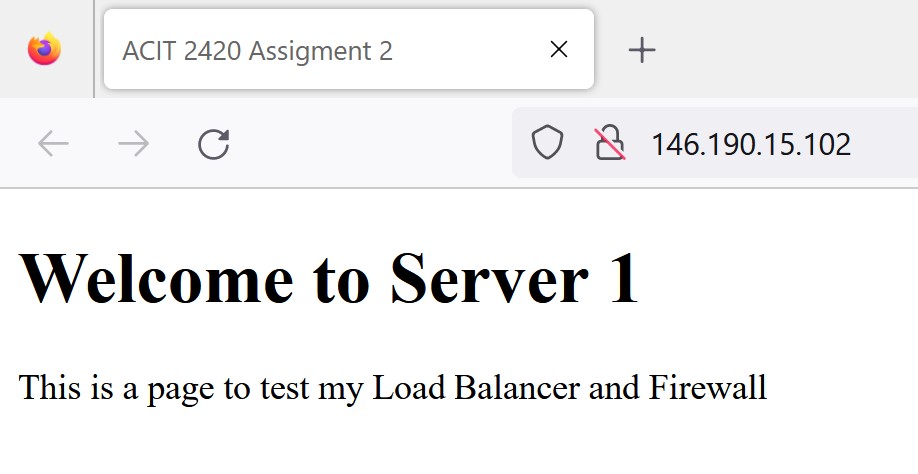 ACIT 2420 Assigment 2
146.190.15.102
Welcome to Server 1
This is a page to test my Load Balancer and Firewall